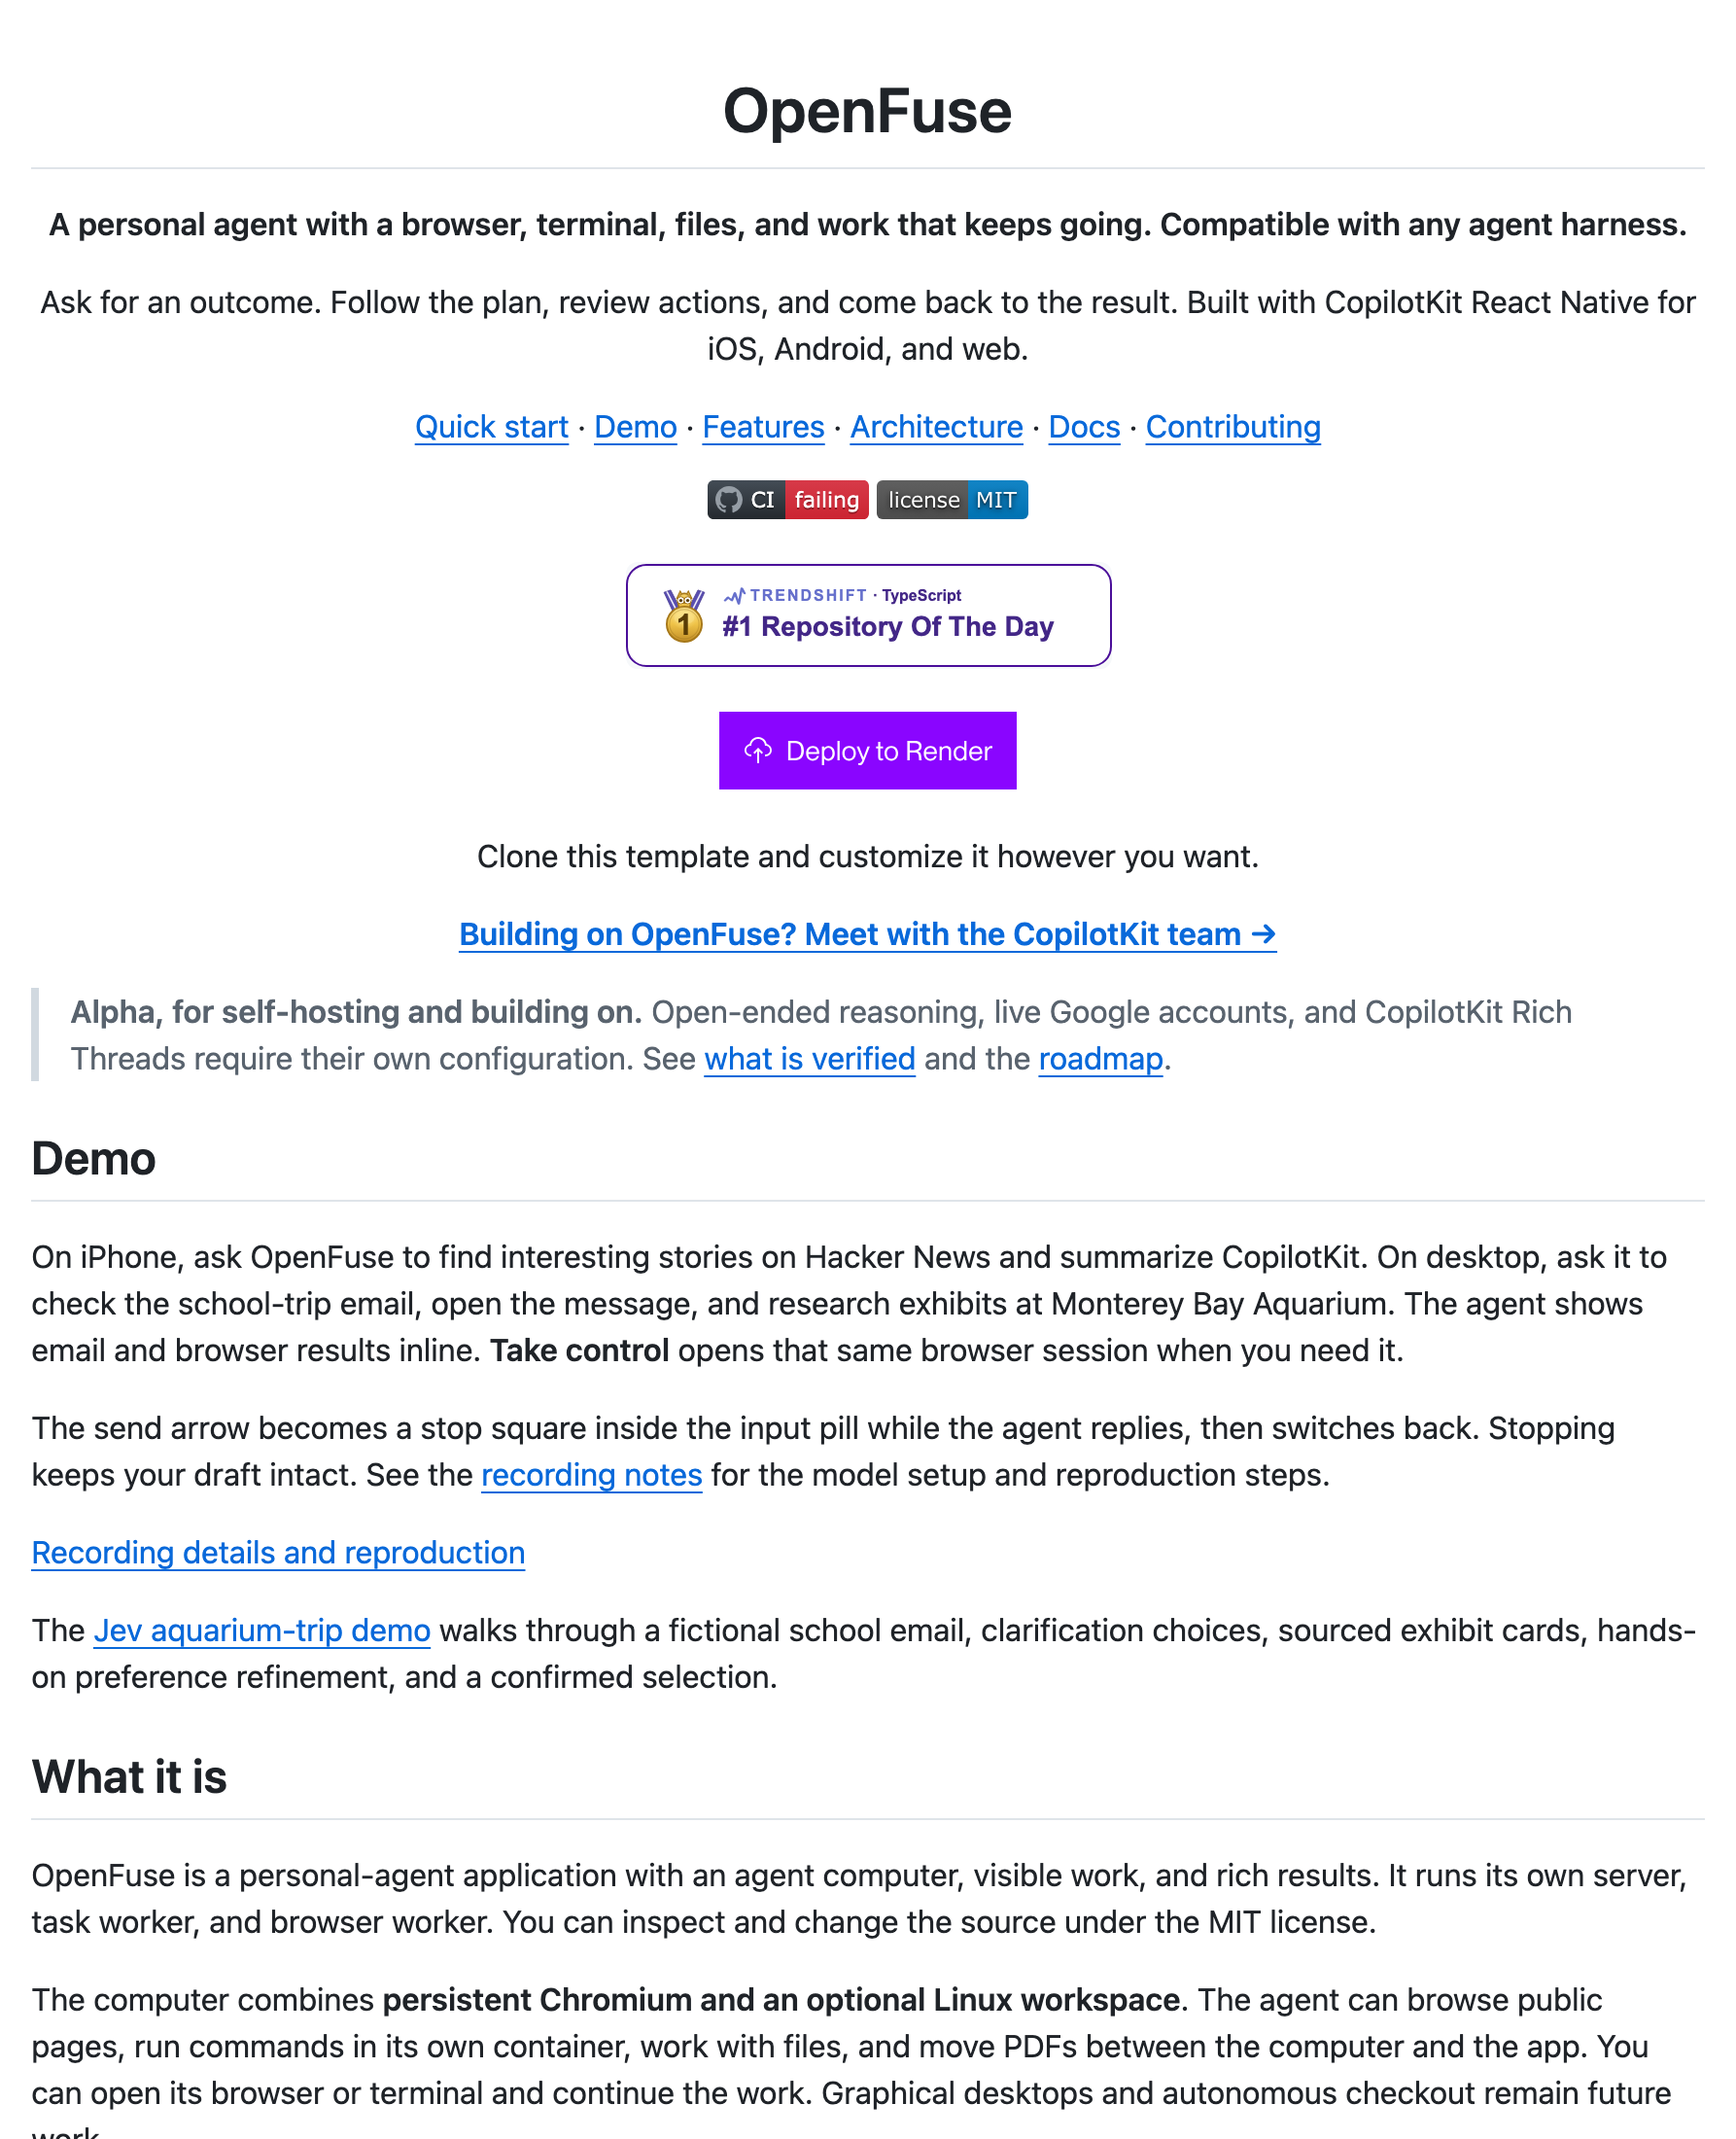 OpenFuse
A personal agent with a browser, terminal, files, and work that keeps going. Compatible with any agent harness.
Ask for an outcome. Follow the plan, review actions, and come back to the result. Built with CopilotKit React Native for
iOS, Android, and web.
Quick start · Demo · Features · Architecture · Docs · Contributing
CI failing license MIT
1 TRENDSHIFT · TypeScript
#1 Repository Of The Day
Deploy to Render
Clone this template and customize it however you want.
Building on OpenFuse? Meet with the CopilotKit team →
Alpha, for self-hosting and building on. Open-ended reasoning, live Google accounts, and CopilotKit Rich
Threads require their own configuration. See what is verified and the roadmap.
Demo
On iPhone, ask OpenFuse to find interesting stories on Hacker News and summarize CopilotKit. On desktop, ask it to
check the school-trip email, open the message, and research exhibits at Monterey Bay Aquarium. The agent shows
email and browser results inline. Take control opens that same browser session when you need it.
The send arrow becomes a stop square inside the input pill while the agent replies, then switches back. Stopping
keeps your draft intact. See the recording notes for the model setup and reproduction steps.
Recording details and reproduction
The Jev aquarium-trip demo walks through a fictional school email, clarification choices, sourced exhibit cards, hands-
on preference refinement, and a confirmed selection.
What it is
OpenFuse is a personal-agent application with an agent computer, visible work, and rich results. It runs its own server,
task worker, and browser worker. You can inspect and change the source under the MIT license.
The computer combines persistent Chromium and an optional Linux workspace. The agent can browse public
pages, run commands in its own container, work with files, and move PDFs between the computer and the app. You
can open its browser or terminal and continue the work. Graphical desktops and autonomous checkout remain future
work.